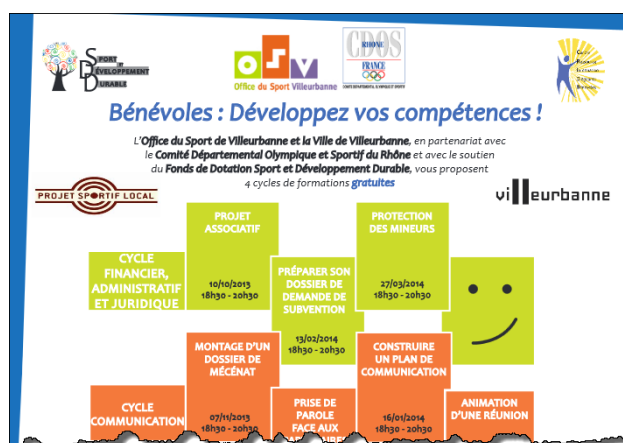 SPORT
ET
DÉVELOPPEMENT
DURABLE
OSV
Office du Sport Villeurbanne
CDOS
RHONE
FRANCE
Bénévoles : Développez vos compétences !
L'Office du Sport de Villeurbanne et la Ville de Villeurbanne, en partenariat avec
le Comité Départemental Olympique et Sportif du Rhône et avec le soutien
du Fonds de Dotation Sport et Développement Durable, vous proposent
4 cycles de formations gratuites
PROJET SPORTIF LOCAL
villeurbanne
CYCLE
FINANCIER,
ADMINISTRATIF
ET JURIDIQUE
PROJET
ASSOCIATIF
10/10/2013
18h30 - 20h30
PRÉPARER SON
DOSSIER DE
DEMANDE DE
SUBVENTION
13/02/2014
18h30 - 20h30
PROTECTION
DES MINEURS
27/03/2014
18h30 - 20h30
CYCLE
COMMUNICATION
MONTAGE D'UN
DOSSIER DE
MÉCÉNAT
07/11/2013
18h30 - 20h30
PRISE DE
PAROLE
FACE AUX
CONSTRUIRE
UN PLAN DE
COMMUNICATION
16/01/2014
18h30 - 20h30
ANIMATION
D'UNE RÉUNION